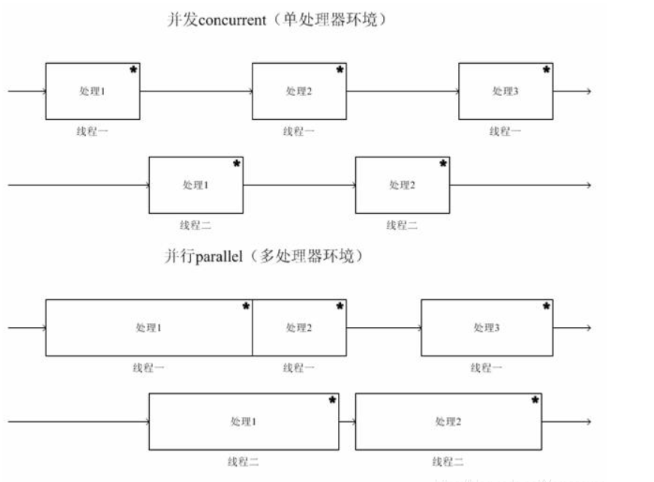 并发concurrent（单处理器环境）
★ ★ ★
处理1 处理2 处理3
线程一 线程一 线程一
★ ★
处理1 处理2
线程二 线程二
并行parallel（多处理器环境）
★ ★ ★
处理1 处理2 处理3
线程一 线程一 线程一
★ ★
处理1 处理2
线程二 线程二